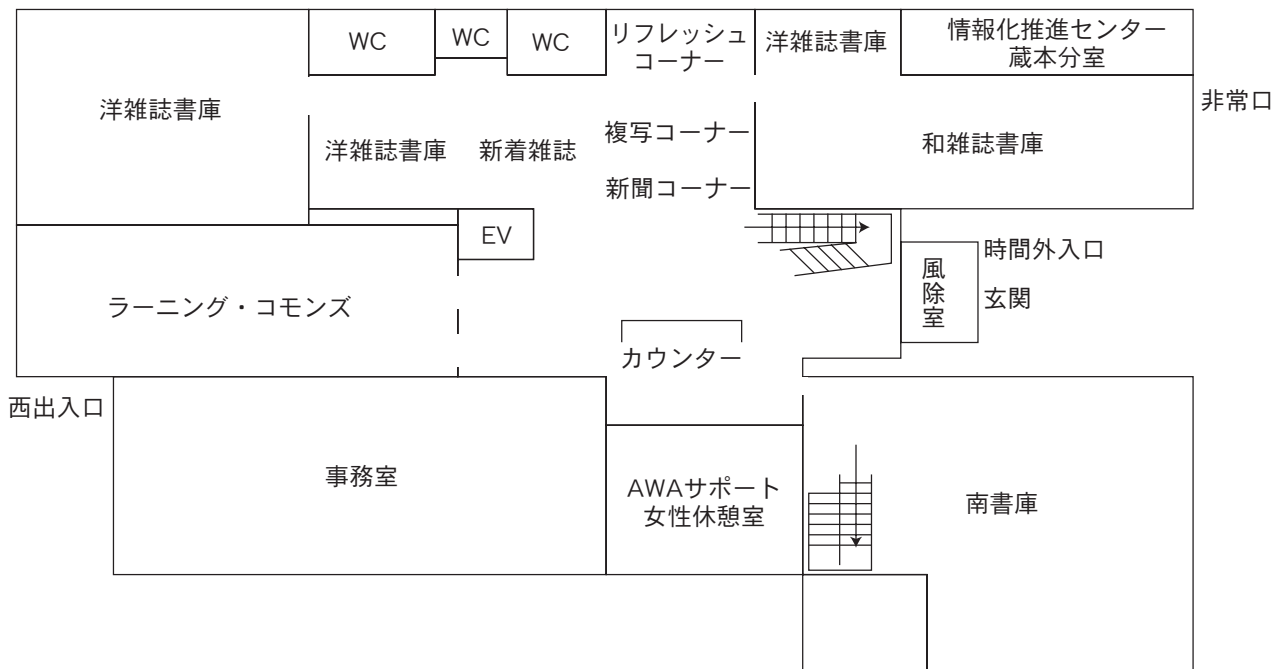 WC
WC
WC
リフレッシュ
コーナー
洋雑誌書庫
情報化推進センター
蔵本分室
洋雑誌書庫
非常口
洋雑誌書庫
新着雑誌
複写コーナー
和雑誌書庫
新聞コーナー
EV
時間外入口
風除室
玄関
ラーニング・コモンズ
カウンター
西出入口
事務室
AWAサポート
女性休憩室
南書庫